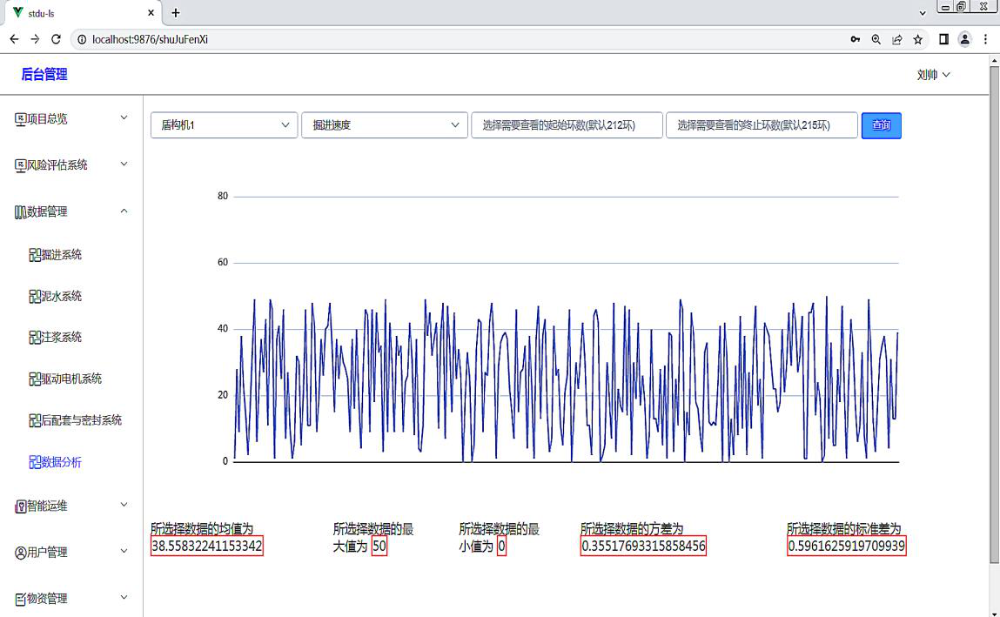 stdu-ls
localhost:9876/shuJuFenXi
后台管理
刘帅
项目总览
风险评估系统
数据管理
掘进系统
泥水系统
注浆系统
驱动电机系统
后配套与密封系统
数据分析
智能运维
用户管理
物资管理
盾构机1
掘进速度
选择需要查看的起始环数(默认212环)
选择需要查看的终止环数(默认215环)
查询
80
60
40
20
0
所选择数据的均值为
38.55832241153342
所选择数据的最
大值为 50
所选择数据的最
小值为 0
所选择数据的方差为
0.35517693315858456
所选择数据的标准差为
0.5961625919709939